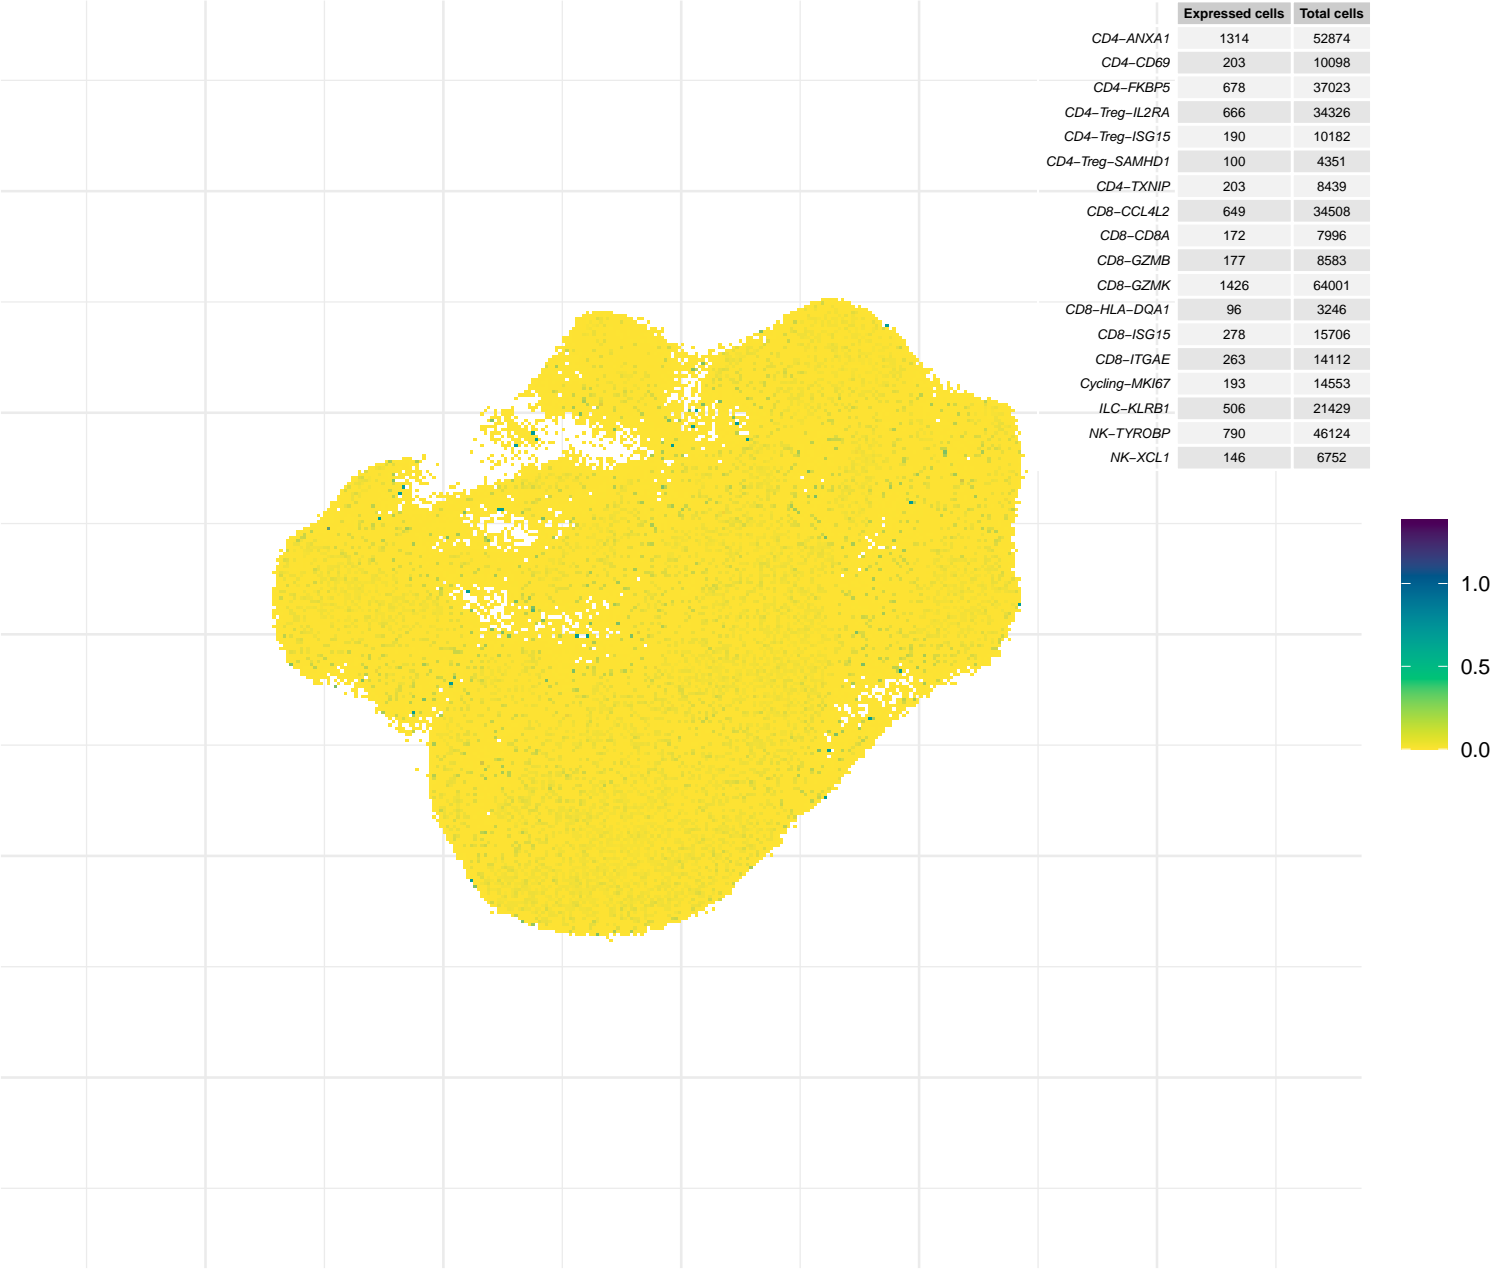 Expressed cells Total cells
CD4−ANXA1 1314 52874
CD4−CD69 203 10098
CD4−FKBP5 678 37023
CD4−Treg−IL2RA 666 34326
CD4−Treg−ISG15 190 10182
CD4−Treg−SAMHD1 100 4351
CD4−TXNIP 203 8439
CD8−CCL4L2 649 34508
CD8−CD8A 172 7996
CD8−GZMB 177 8583
CD8−GZMK 1426 64001
CD8−HLA−DQA1 96 3246
CD8−ISG15 278 15706
CD8−ITGAE 263 14112
Cycling−MKI67 193 14553
ILC−KLRB1 506 21429
NK−TYROBP 790 46124
NK−XCL1 146 6752
1.0
0.5
0.0